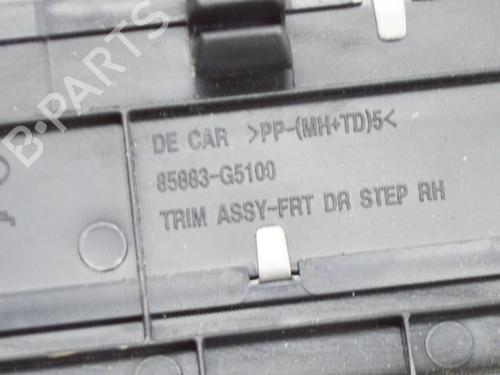 B-PARTS
DE CAR >PP-(MH+TD)5<
85883-G5100
TRIM ASSY-FRT DR STEP RH